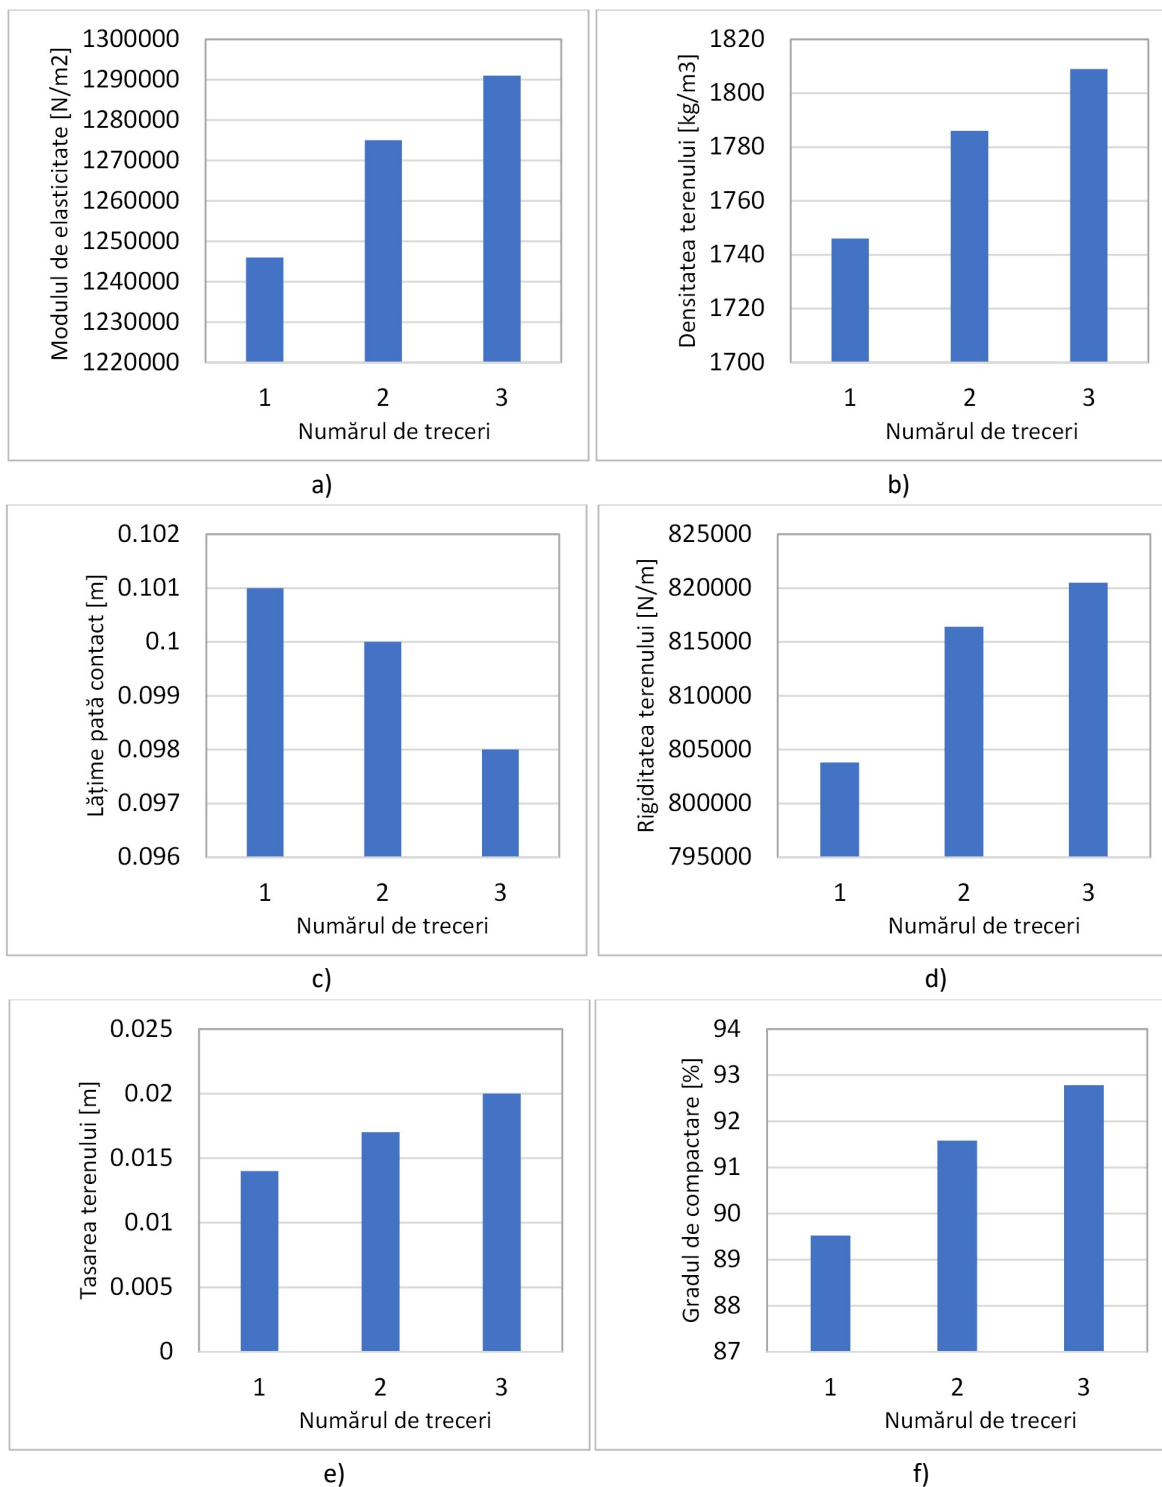 Modulul de elasticitate [N/m2]
1300000
1290000
1280000
1270000
1260000
1250000
1240000
1230000
1220000
1 2 3
Numărul de treceri
a)
Densitatea terenului [kg/m3]
1820
1800
1780
1760
1740
1720
1700
1 2 3
Numărul de treceri
b)
Lățime pată contact [m]
0.102
0.101
0.1
0.099
0.098
0.097
0.096
1 2 3
Numărul de treceri
c)
Rigiditatea terenului [N/m]
825000
820000
815000
810000
805000
800000
795000
1 2 3
Numărul de treceri
d)
Tasarea terenului [m]
0.025
0.02
0.015
0.01
0.005
0
1 2 3
Numărul de treceri
e)
Gradul de compactare [%]
94
93
92
91
90
89
88
87
1 2 3
Numărul de treceri
f)